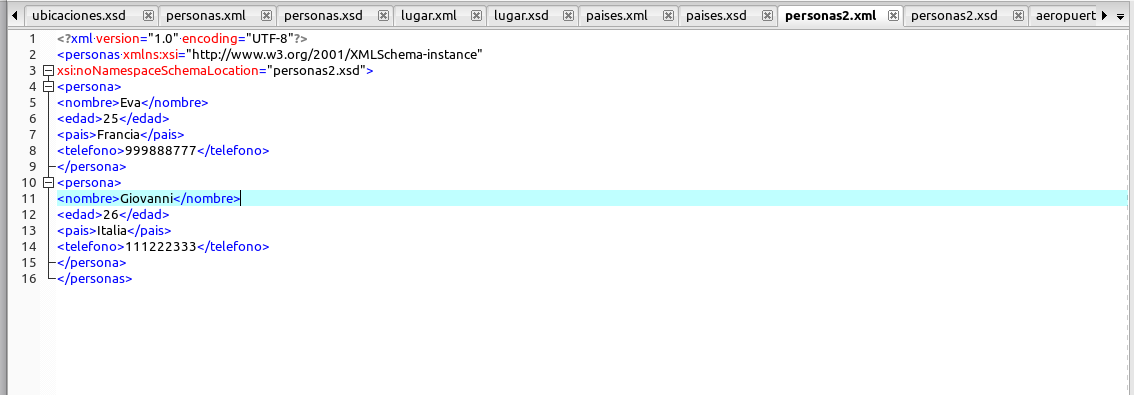 ubicaciones.xsd personas.xml personas.xsd lugar.xml lugar.xsd paises.xml paises.xsd personas2.xml personas2.xsd aeropuert
1 <?xml version="1.0" encoding="UTF-8"?>
2 <personas xmlns:xsi="http://www.w3.org/2001/XMLSchema-instance"
3 xsi:noNamespaceSchemaLocation="personas2.xsd">
4 <persona>
5 <nombre>Eva</nombre>
6 <edad>25</edad>
7 <pais>Francia</pais>
8 <telefono>999888777</telefono>
9 </persona>
10 <persona>
11 <nombre>Giovanni</nombre>
12 <edad>26</edad>
13 <pais>Italia</pais>
14 <telefono>111222333</telefono>
15 </persona>
16 </personas>